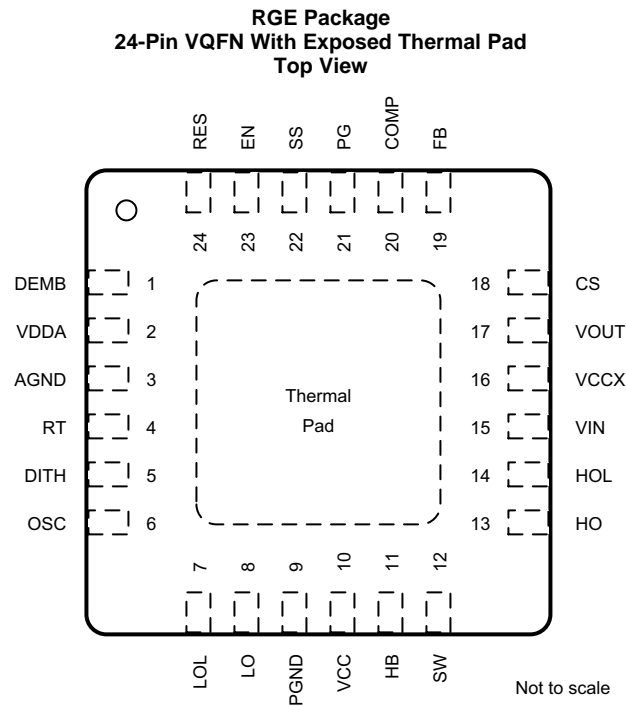 RGE Package
24-Pin VQFN With Exposed Thermal Pad
Top View
RES
EN
SS
PG
COMP
FB
24
23
22
21
20
19
DEMB 1
18 CS
VDDA 2
17 VOUT
AGND 3
16 VCCX
RT 4
15 VIN
DITH 5
14 HOL
OSC 6
13 HO
Thermal
Pad
7
8
9
10
11
12
LOL
LO
PGND
VCC
HB
SW
Not to scale